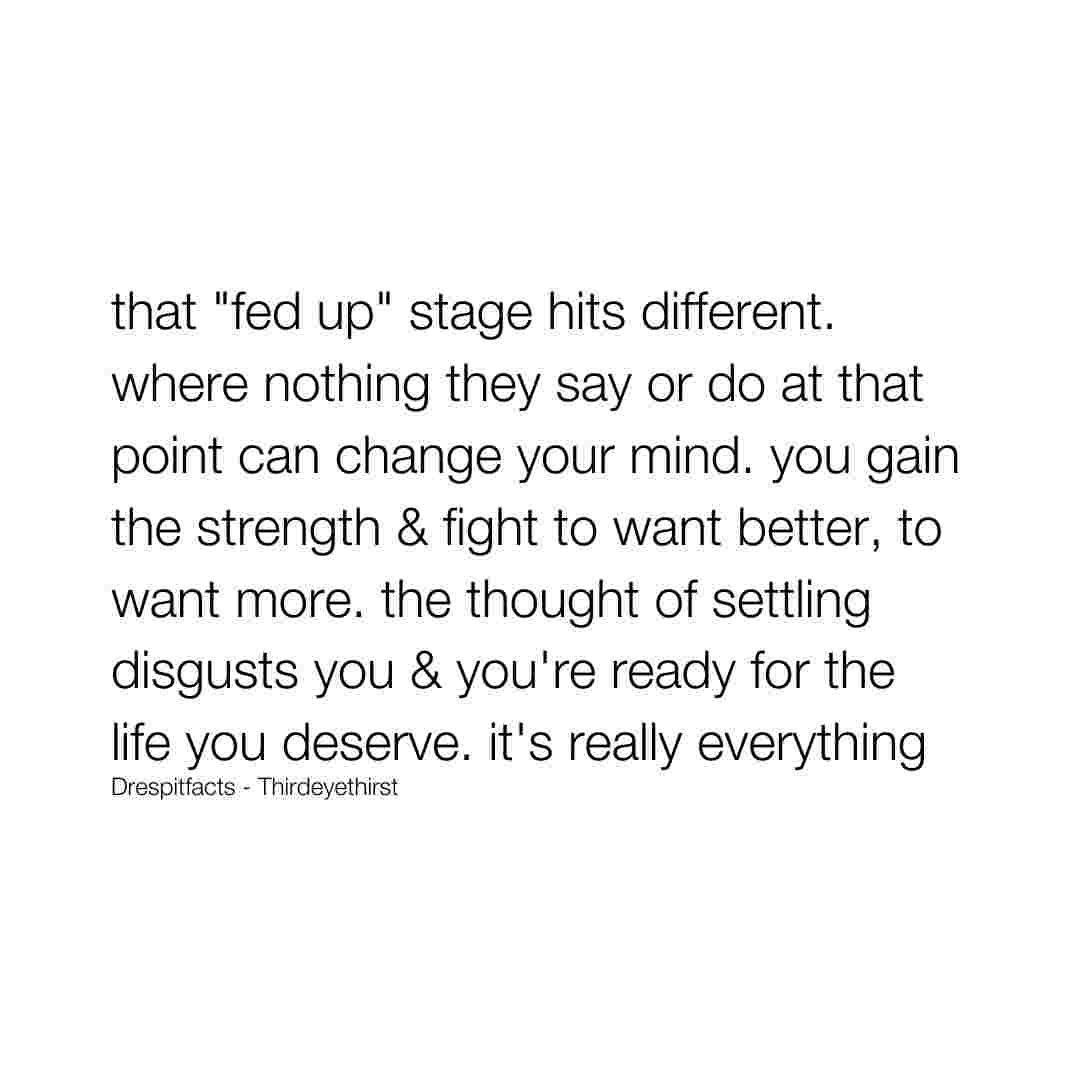 that "fed up" stage hits different.
where nothing they say or do at that
point can change your mind. you gain
the strength & fight to want better, to
want more. the thought of settling
disgusts you & you're ready for the
life you deserve. it's really everything
Drespitfacts - Thirdeyethirst